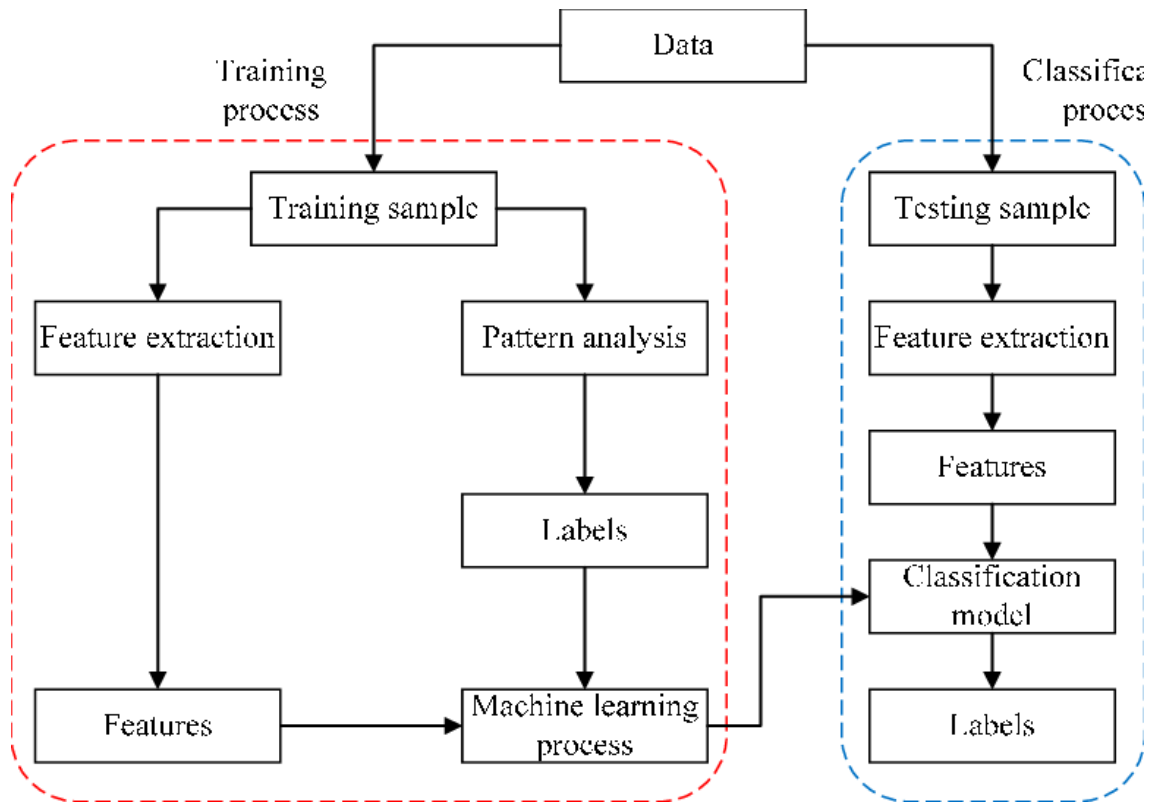 Data
Training
process
Classifica
proces
Training sample
Testing sample
Feature extraction
Pattern analysis
Feature extraction
Features
Labels
Classification
model
Features
Machine learning
process
Labels